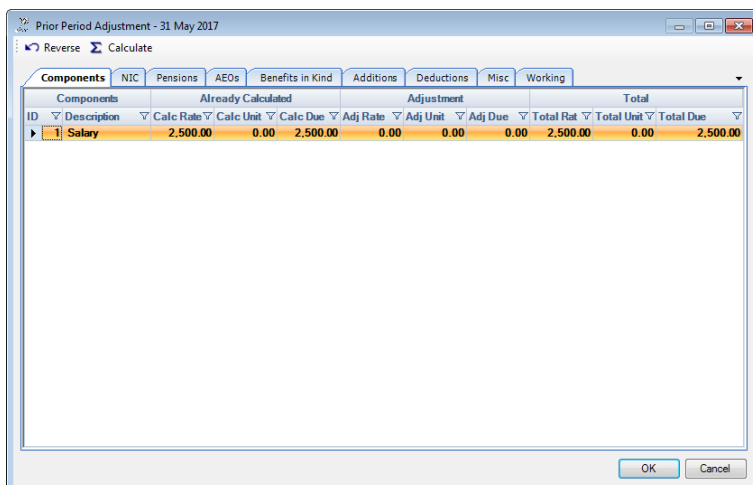 Prior Period Adjustment - 31 May 2017
Reverse Σ Calculate
Components NIC Pensions AEOs Benefits in Kind Additions Deductions Misc Working
Components Already Calculated Adjustment Total
ID Description Calc Rate Calc Unit Calc Due Adj Rate Adj Unit Adj Due Total Rat Total Unit Total Due
1 Salary 2,500.00 0.00 2,500.00 0.00 0.00 0.00 2,500.00 0.00 2,500.00
OK Cancel